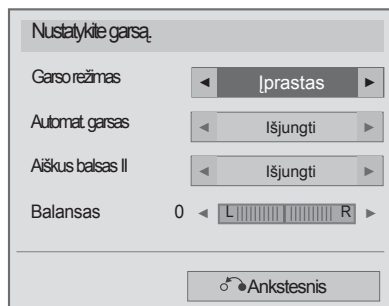 Nustatykite garsą.
Garso režimas ◄ Įprastas ►
Automat. garsas ◄ Išjungti ►
Aiškus balsas II ◄ Išjungti ►
Balansas 0 ◄ L R ►
Ankstesnis